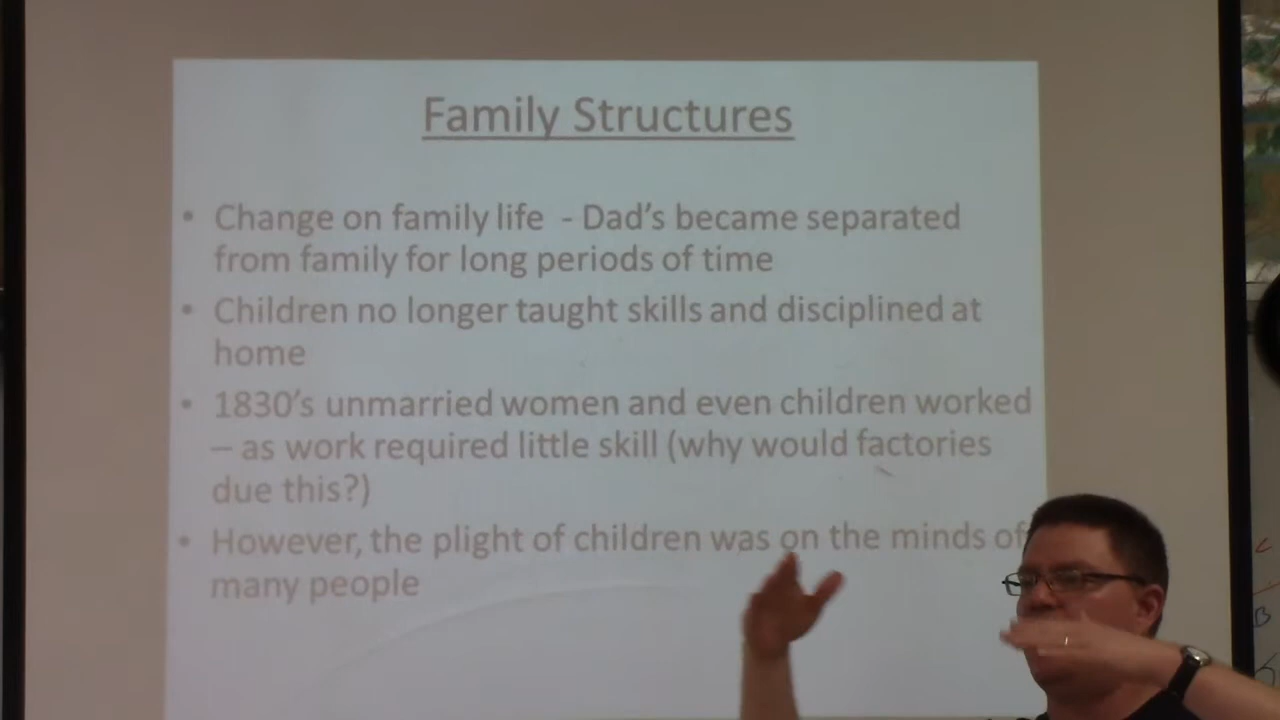 Family Structures
• Change on family life - Dad's became separated
from family for long periods of time
• Children no longer taught skills and disciplined at
home
• 1830's unmarried women and even children worked
– as work required little skill (why would factories
due this?)
• However, the plight of children was on the minds of
many people